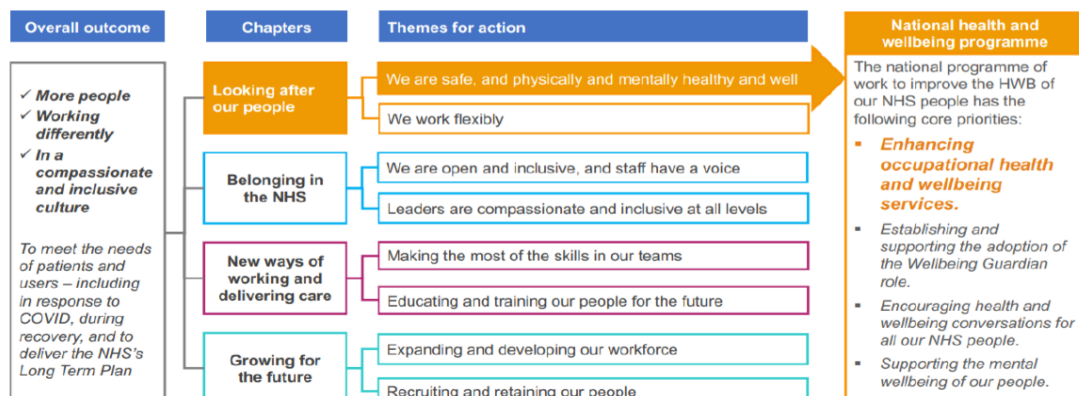 Overall outcome
✓ More people
✓ Working
differently
✓ In a
compassionate
and inclusive
culture
To meet the needs
of patients and
users – including
in response to
COVID, during
recovery, and to
deliver the NHS's
Long Term Plan
Chapters
Looking after
our people
Belonging in
the NHS
New ways of
working and
delivering care
Growing for
the future
Themes for action
We are safe, and physically and mentally healthy and well
We work flexibly
We are open and inclusive, and staff have a voice
Leaders are compassionate and inclusive at all levels
Making the most of the skills in our teams
Educating and training our people for the future
Expanding and developing our workforce
Recruiting and retaining our people
National health and
wellbeing programme
The national programme of
work to improve the HWB of
our NHS people has the
following core priorities:
▪ Enhancing
occupational health
and wellbeing
services.
▪ Establishing and
supporting the adoption of
the Wellbeing Guardian
role.
▪ Encouraging health and
wellbeing conversations for
all our NHS people.
▪ Supporting the mental
wellbeing of our people.